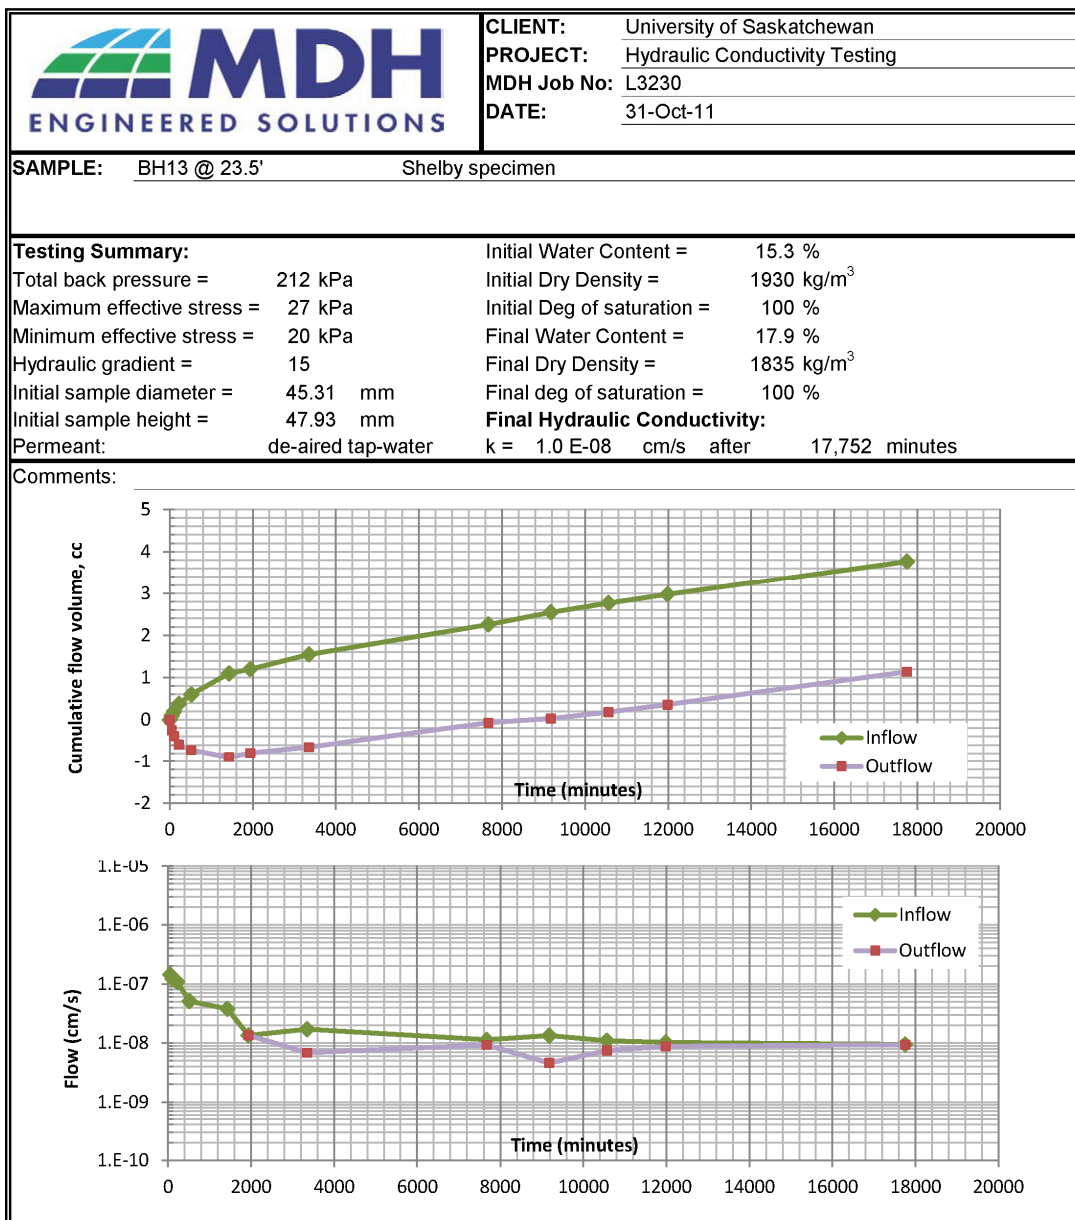 MDH
ENGINEERED SOLUTIONS
CLIENT: University of Saskatchewan
PROJECT: Hydraulic Conductivity Testing
MDH Job No: L3230
DATE: 31-Oct-11
SAMPLE: BH13 @ 23.5' Shelby specimen
Testing Summary:
Total back pressure = 212 kPa
Maximum effective stress = 27 kPa
Minimum effective stress = 20 kPa
Hydraulic gradient = 15
Initial sample diameter = 45.31 mm
Initial sample height = 47.93 mm
Permeant: de-aired tap-water
Initial Water Content = 15.3 %
Initial Dry Density = 1930 kg/m³
Initial Deg of saturation = 100 %
Final Water Content = 17.9 %
Final Dry Density = 1835 kg/m³
Final deg of saturation = 100 %
Final Hydraulic Conductivity:
k = 1.0 E-08 cm/s after 17,752 minutes
Comments:
Cumulative flow volume, cc
5
4
3
2
1
0
-1
-2
Inflow
Outflow
Time (minutes)
0 2000 4000 6000 8000 10000 12000 14000 16000 18000 20000
Flow (cm/s)
1.E-05
1.E-06
1.E-07
1.E-08
1.E-09
1.E-10
Inflow
Outflow
Time (minutes)
0 2000 4000 6000 8000 10000 12000 14000 16000 18000 20000